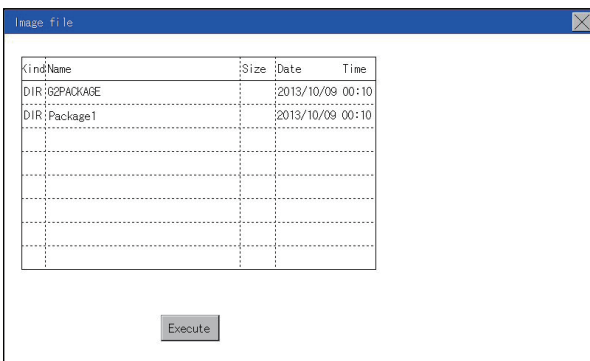 Image file
Kind Name Size Date Time
DIR G2PACKAGE 2013/10/09 00:10
DIR Package1 2013/10/09 00:10
Execute